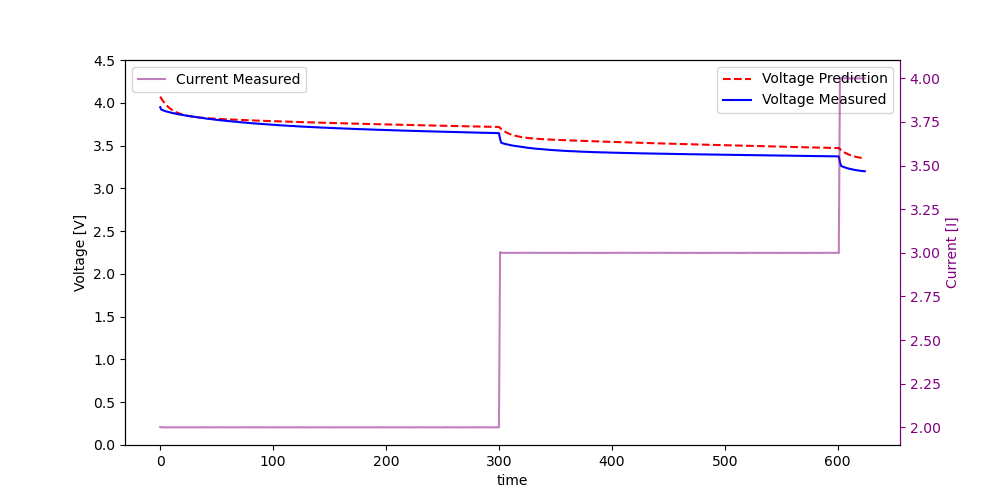 Current Measured
Voltage Prediction
Voltage Measured
4.5
4.0
3.5
3.0
2.5
2.0
1.5
1.0
0.5
0.0
Voltage [V]
4.00
3.75
3.50
3.25
3.00
2.75
2.50
2.25
2.00
Current [I]
0 100 200 300 400 500 600
time